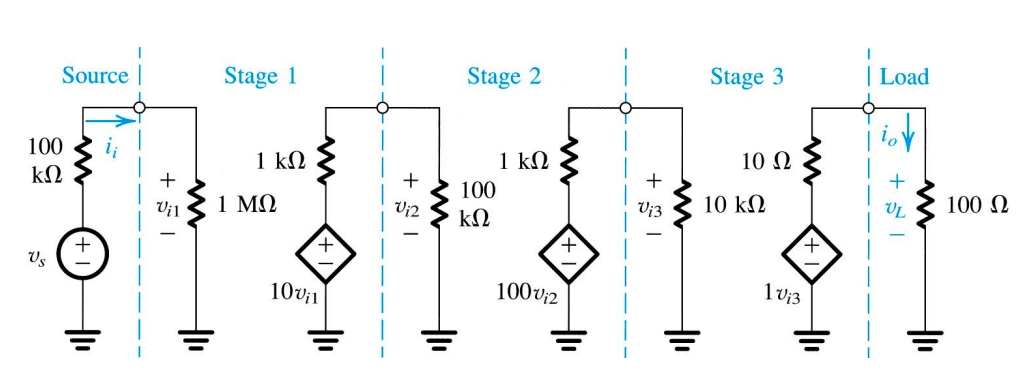 Source Stage 1 Stage 2 Stage 3 Load
100 kΩ
i_i
v_s
+
−
+
v_{i1}
−
1 MΩ
1 kΩ
+
−
10v_{i1}
+
v_{i2}
−
100 kΩ
1 kΩ
+
−
100v_{i2}
+
v_{i3}
−
10 kΩ
10 Ω
+
−
1v_{i3}
i_o
+
v_L
−
100 Ω